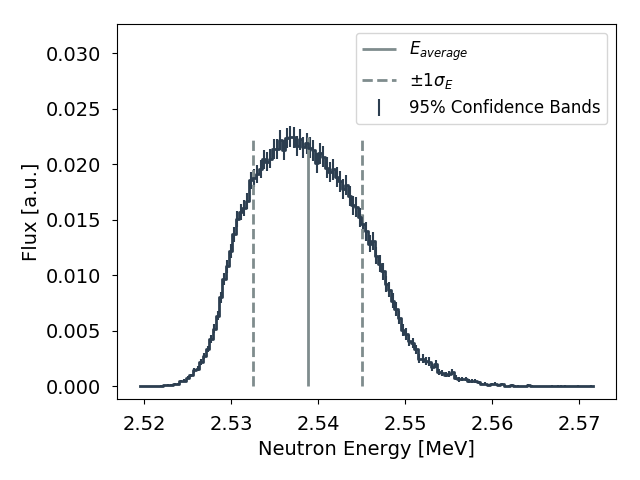 0.030
0.025
0.020
0.015
0.010
0.005
0.000
Flux [a.u.]
2.52 2.53 2.54 2.55 2.56 2.57
Neutron Energy [MeV]
E_average
±1σ_E
95% Confidence Bands